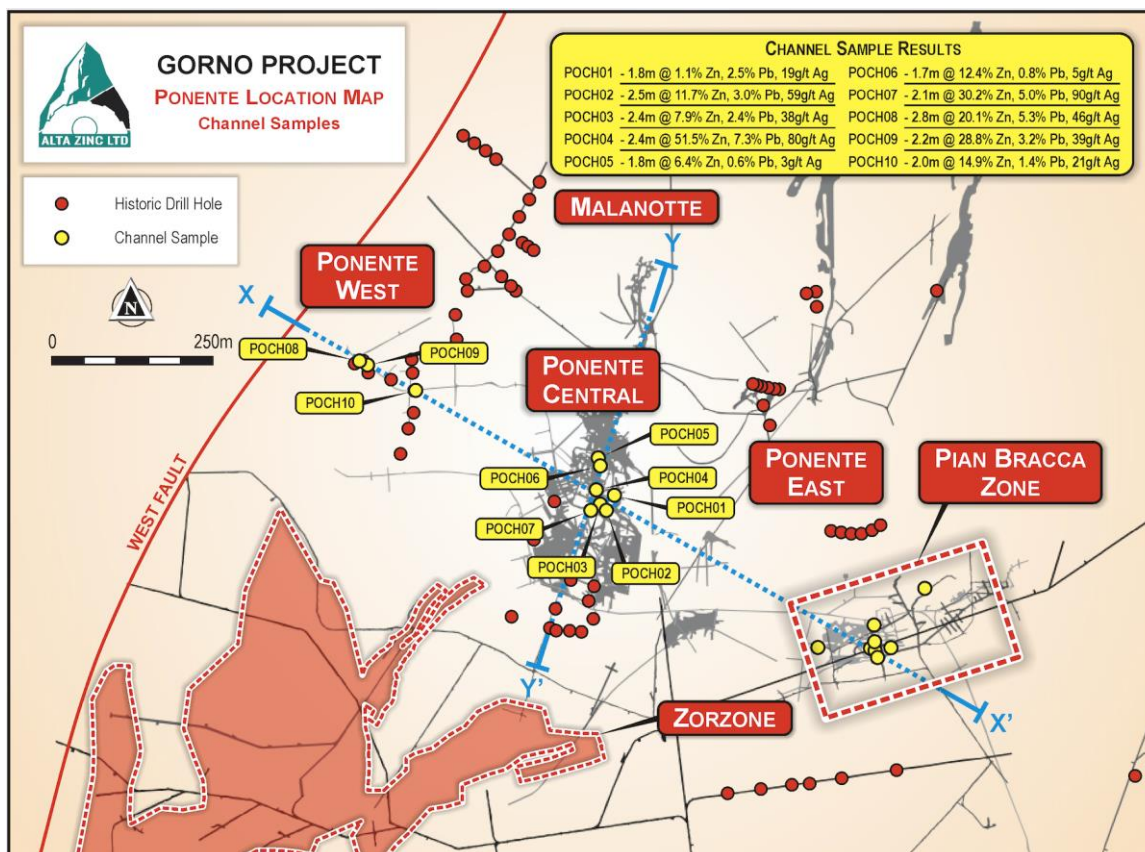 GORNO PROJECT
PONENTE LOCATION MAP
Channel Samples
ALTA ZINC LTD
CHANNEL SAMPLE RESULTS
POCH01 - 1.8m @ 1.1% Zn, 2.5% Pb, 19g/t Ag
POCH02 - 2.5m @ 11.7% Zn, 3.0% Pb, 59g/t Ag
POCH03 - 2.4m @ 7.9% Zn, 2.4% Pb, 38g/t Ag
POCH04 - 2.4m @ 51.5% Zn, 7.3% Pb, 80g/t Ag
POCH05 - 1.8m @ 6.4% Zn, 0.6% Pb, 3g/t Ag
POCH06 - 1.7m @ 12.4% Zn, 0.8% Pb, 5g/t Ag
POCH07 - 2.1m @ 30.2% Zn, 5.0% Pb, 90g/t Ag
POCH08 - 2.8m @ 20.1% Zn, 5.3% Pb, 46g/t Ag
POCH09 - 2.2m @ 28.8% Zn, 3.2% Pb, 39g/t Ag
POCH10 - 2.0m @ 14.9% Zn, 1.4% Pb, 21g/t Ag
Historic Drill Hole
Channel Sample
N
0 250m
MALANOTTE
PONENTE
WEST
X
Y
POCH08
POCH09
POCH10
PONENTE
CENTRAL
POCH05
POCH06
POCH04
POCH01
POCH07
POCH03
POCH02
PONENTE
EAST
PIAN BRACCA
ZONE
WEST FAULT
Y'
X'
ZORZONE